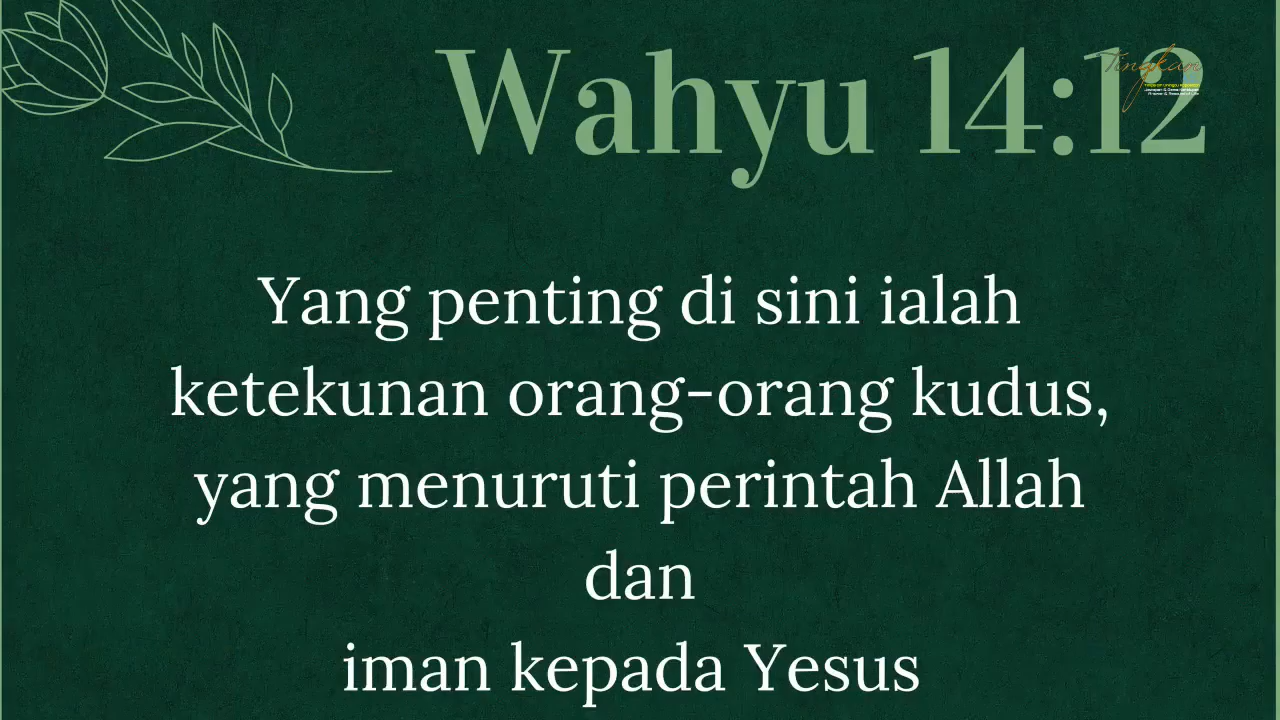 Wahyu 14:12
Tingkam
Yang penting di sini ialah
ketekunan orang-orang kudus,
yang menuruti perintah Allah
dan
iman kepada Yesus